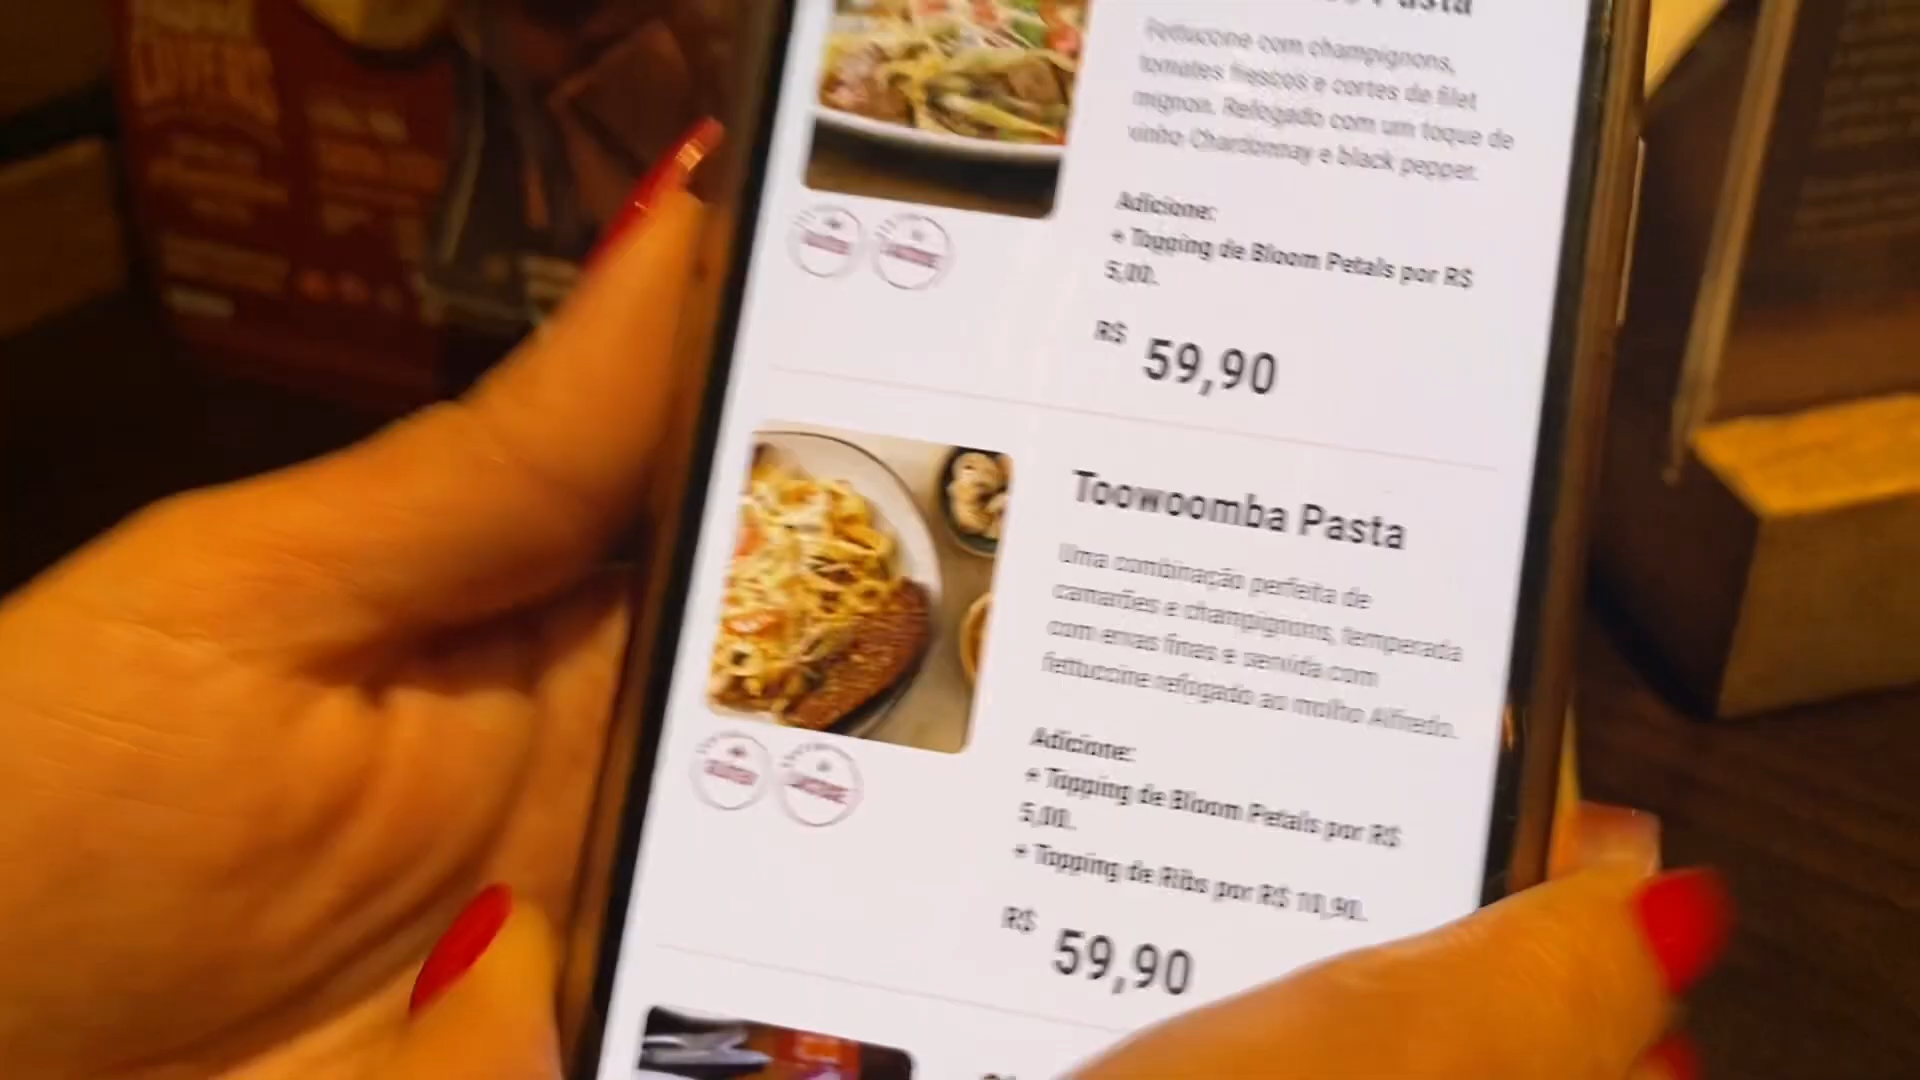 Pasta
Fettuccine com champignons,
tomates frescos e cortes de filet
mignon. Refogado com um toque de
vinho Chardonnay e black pepper.
Adicione:
+ Topping de Bloom Petals por R$
5,00.
R$ 59,90
Toowoomba Pasta
Uma combinação perfeita de
camarões e champignons, temperada
com ervas finas e servida com
fettuccine refogado ao molho Alfredo.
Adicione:
+ Topping de Bloom Petals por R$
5,00.
+ Topping de Ribs por R$ 10,90.
R$ 59,90
LOVERS